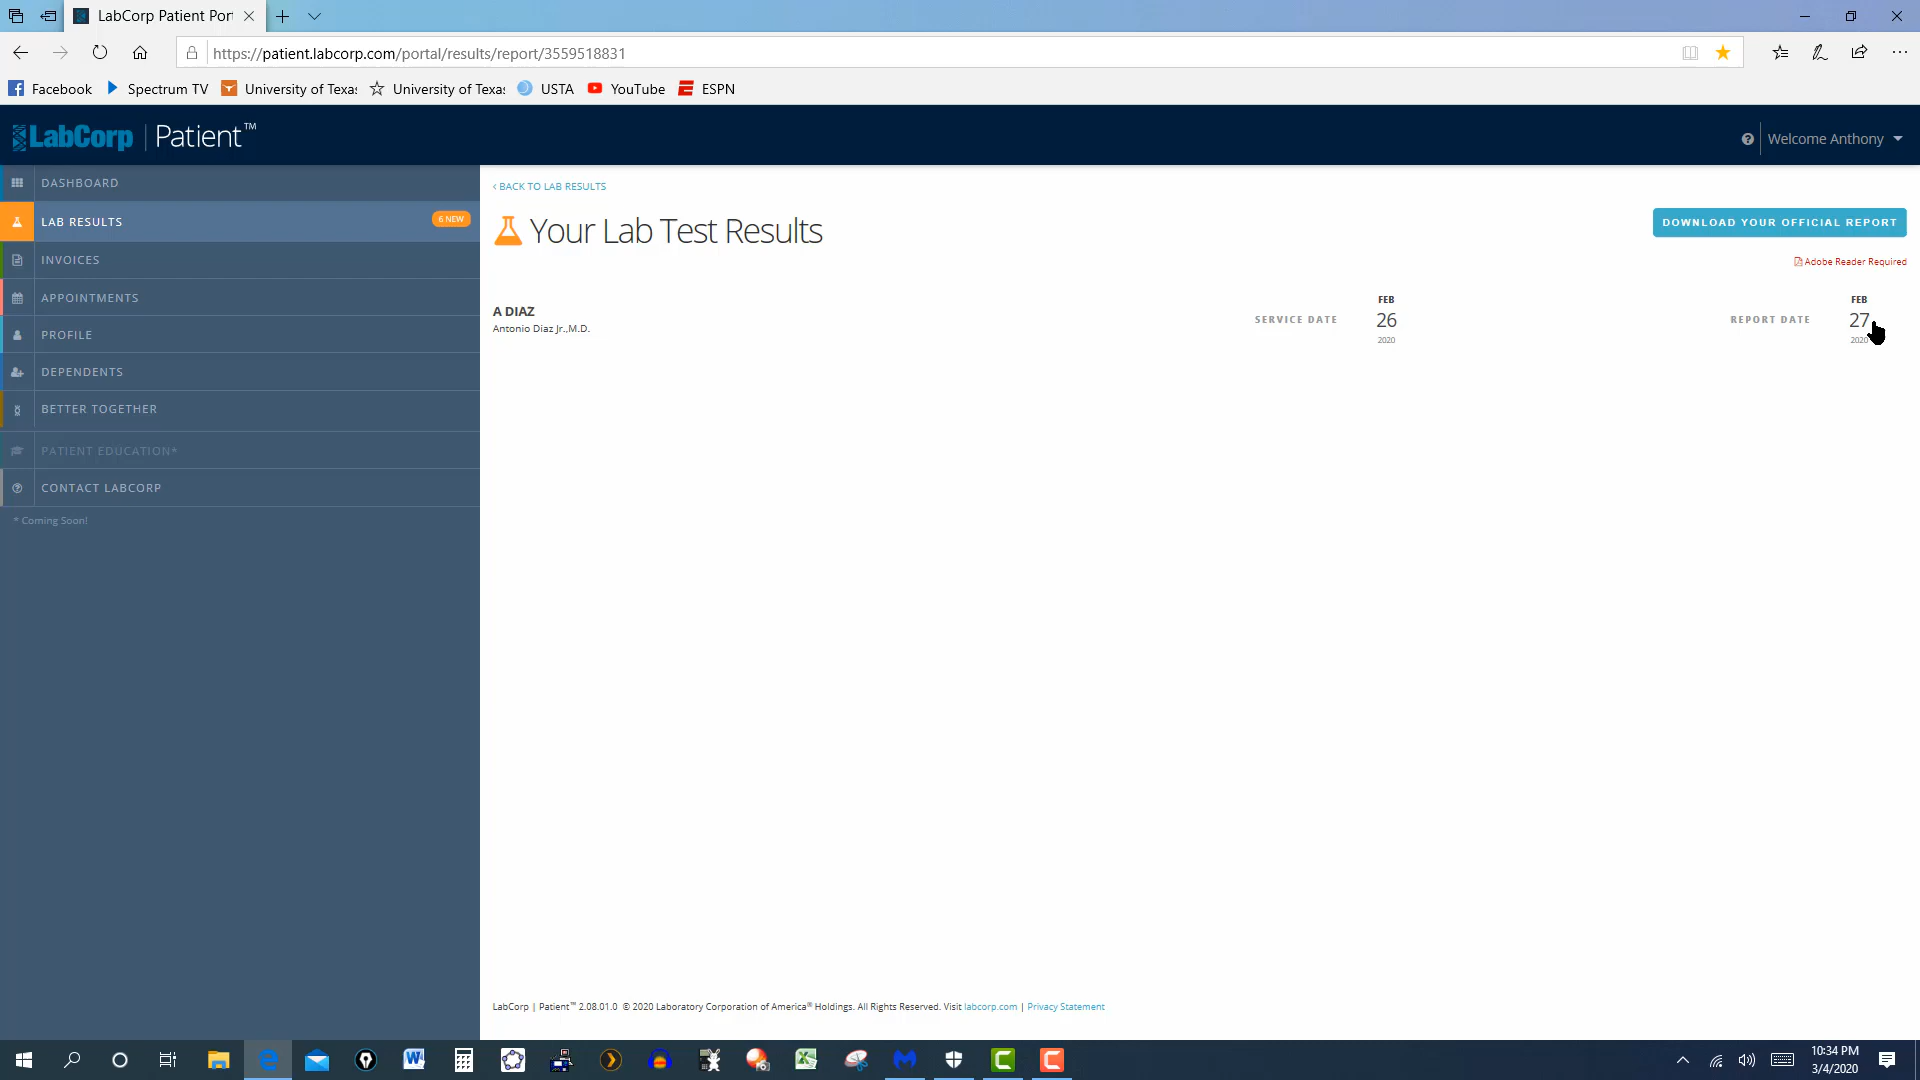 LabCorp Patient Por
https://patient.labcorp.com/portal/results/report/3559518831
Facebook Spectrum TV University of Texas University of Texas USTA YouTube ESPN
LabCorp | Patient™
Welcome Anthony
DASHBOARD
LAB RESULTS 6 NEW
INVOICES
APPOINTMENTS
PROFILE
DEPENDENTS
BETTER TOGETHER
PATIENT EDUCATION*
CONTACT LABCORP
* Coming Soon!
‹ BACK TO LAB RESULTS
Your Lab Test Results
DOWNLOAD YOUR OFFICIAL REPORT
Adobe Reader Required
A DIAZ
Antonio Diaz Jr.,M.D.
SERVICE DATE
FEB
26
2020
REPORT DATE
FEB
27
2020
LabCorp | Patient™ 2.08.01.0 © 2020 Laboratory Corporation of America® Holdings. All Rights Reserved. Visit labcorp.com | Privacy Statement
10:34 PM
3/4/2020